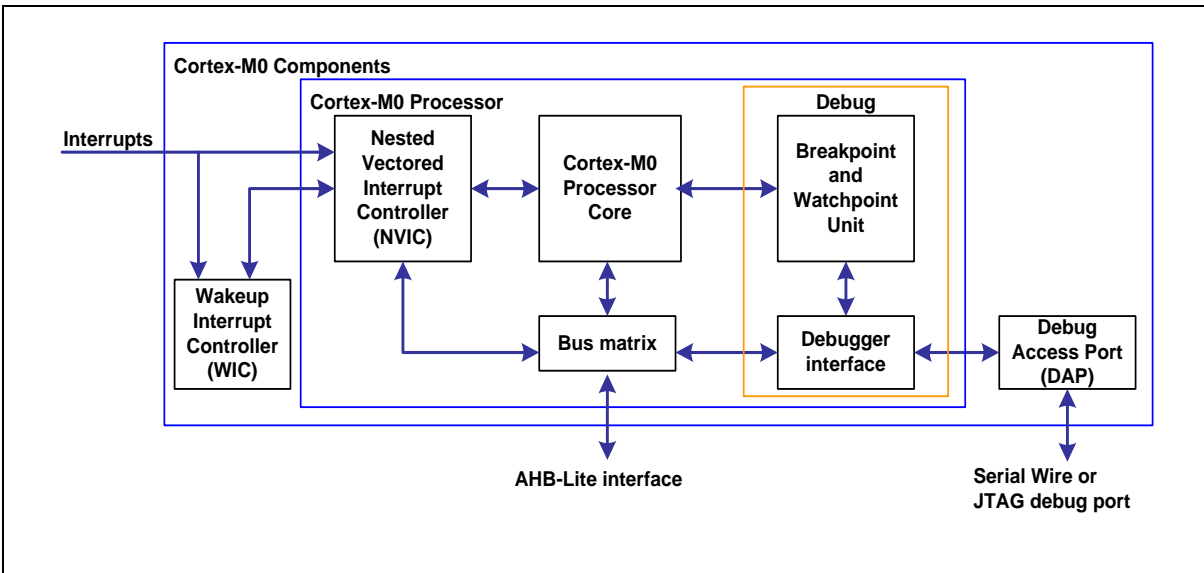 Cortex-M0 Components
Cortex-M0 Processor
Debug
Interrupts
Nested
Vectored
Interrupt
Controller
(NVIC)
Cortex-M0
Processor
Core
Breakpoint
and
Watchpoint
Unit
Wakeup
Interrupt
Controller
(WIC)
Bus matrix
Debugger
interface
Debug
Access Port
(DAP)
AHB-Lite interface
Serial Wire or
JTAG debug port